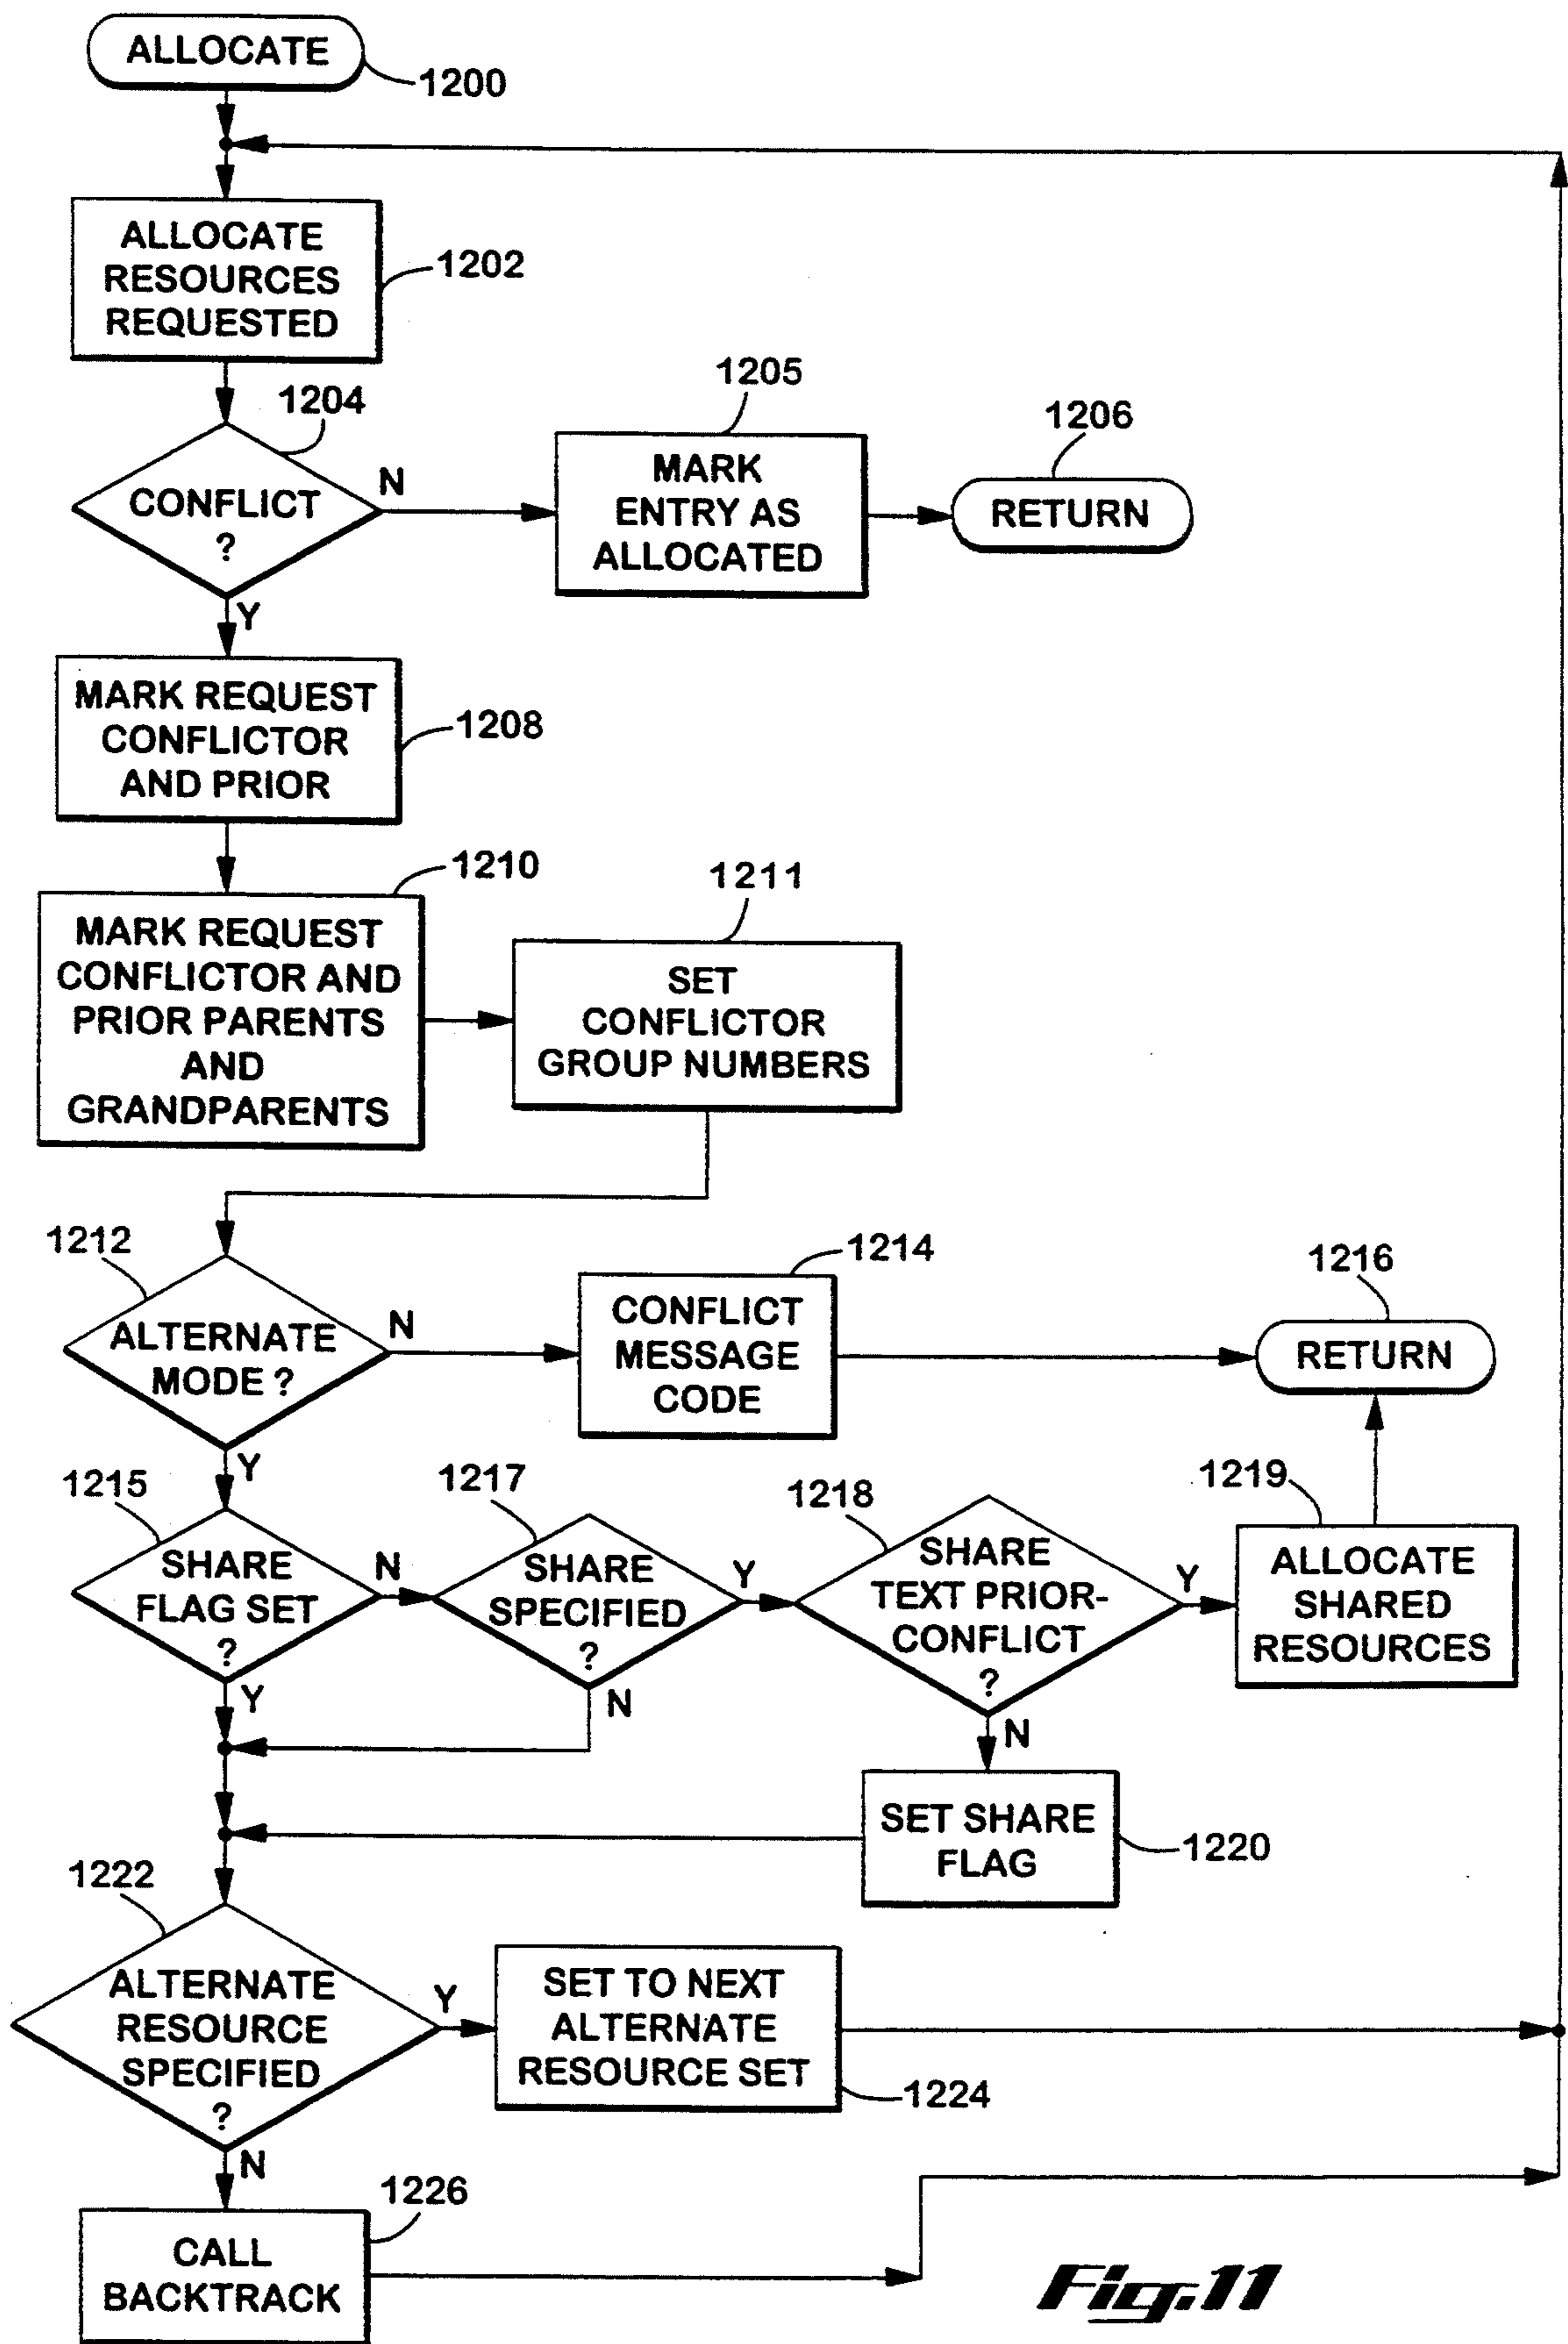 ALLOCATE
1200
ALLOCATE
RESOURCES
REQUESTED
1202
1204
CONFLICT
?
N
Y
1205
MARK
ENTRY AS
ALLOCATED
1206
RETURN
MARK REQUEST
CONFLICTOR
AND PRIOR
1208
1210
MARK REQUEST
CONFLICTOR AND
PRIOR PARENTS
AND
GRANDPARENTS
1211
SET
CONFLICTOR
GROUP NUMBERS
1212
ALTERNATE
MODE ?
N
Y
1214
CONFLICT
MESSAGE
CODE
1216
RETURN
1215
SHARE
FLAG SET
?
N
Y
1217
SHARE
SPECIFIED
?
Y
N
1218
SHARE
TEXT PRIOR-
CONFLICT
?
Y
N
1219
ALLOCATE
SHARED
RESOURCES
SET SHARE
FLAG
1220
1222
ALTERNATE
RESOURCE
SPECIFIED
?
Y
N
SET TO NEXT
ALTERNATE
RESOURCE SET
1224
1226
CALL
BACKTRACK
Fig.11